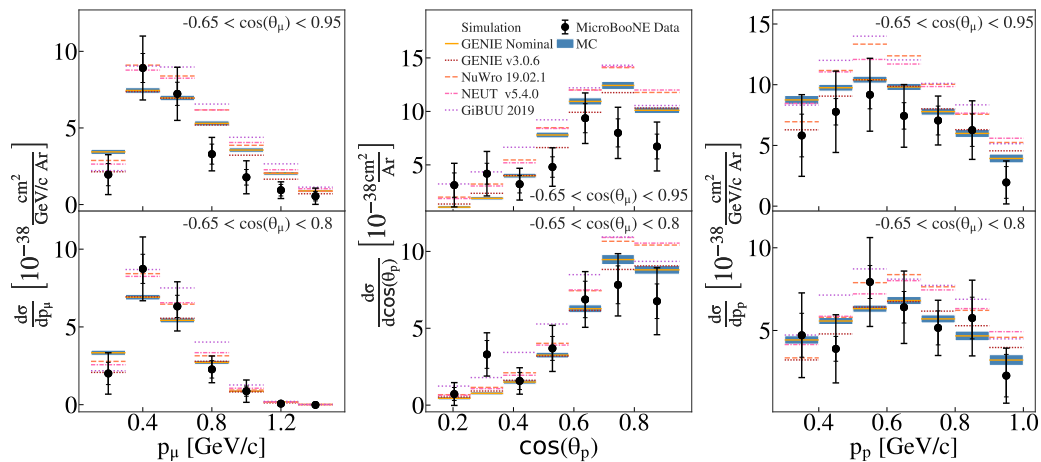 -0.65 < cos(θμ) < 0.95
10
5
0
-0.65 < cos(θμ) < 0.8
10
5
0
0.4 0.8 1.2
pμ [GeV/c]
dσ/dpμ [10⁻³⁸ cm²/GeV/c Ar]
Simulation
GENIE Nominal
GENIE v3.0.6
NuWro 19.02.1
NEUT v5.4.0
GiBUU 2019
MicroBooNE Data
MC
15
10
5
-0.65 < cos(θμ) < 0.95
-0.65 < cos(θμ) < 0.8
10
5
0
0.2 0.4 0.6 0.8
cos(θp)
dσ/dcos(θp) [10⁻³⁸ cm²/Ar]
-0.65 < cos(θμ) < 0.95
15
10
5
0
-0.65 < cos(θμ) < 0.8
10
5
0.4 0.6 0.8 1.0
pp [GeV/c]
dσ/dpp [10⁻³⁸ cm²/GeV/c Ar]